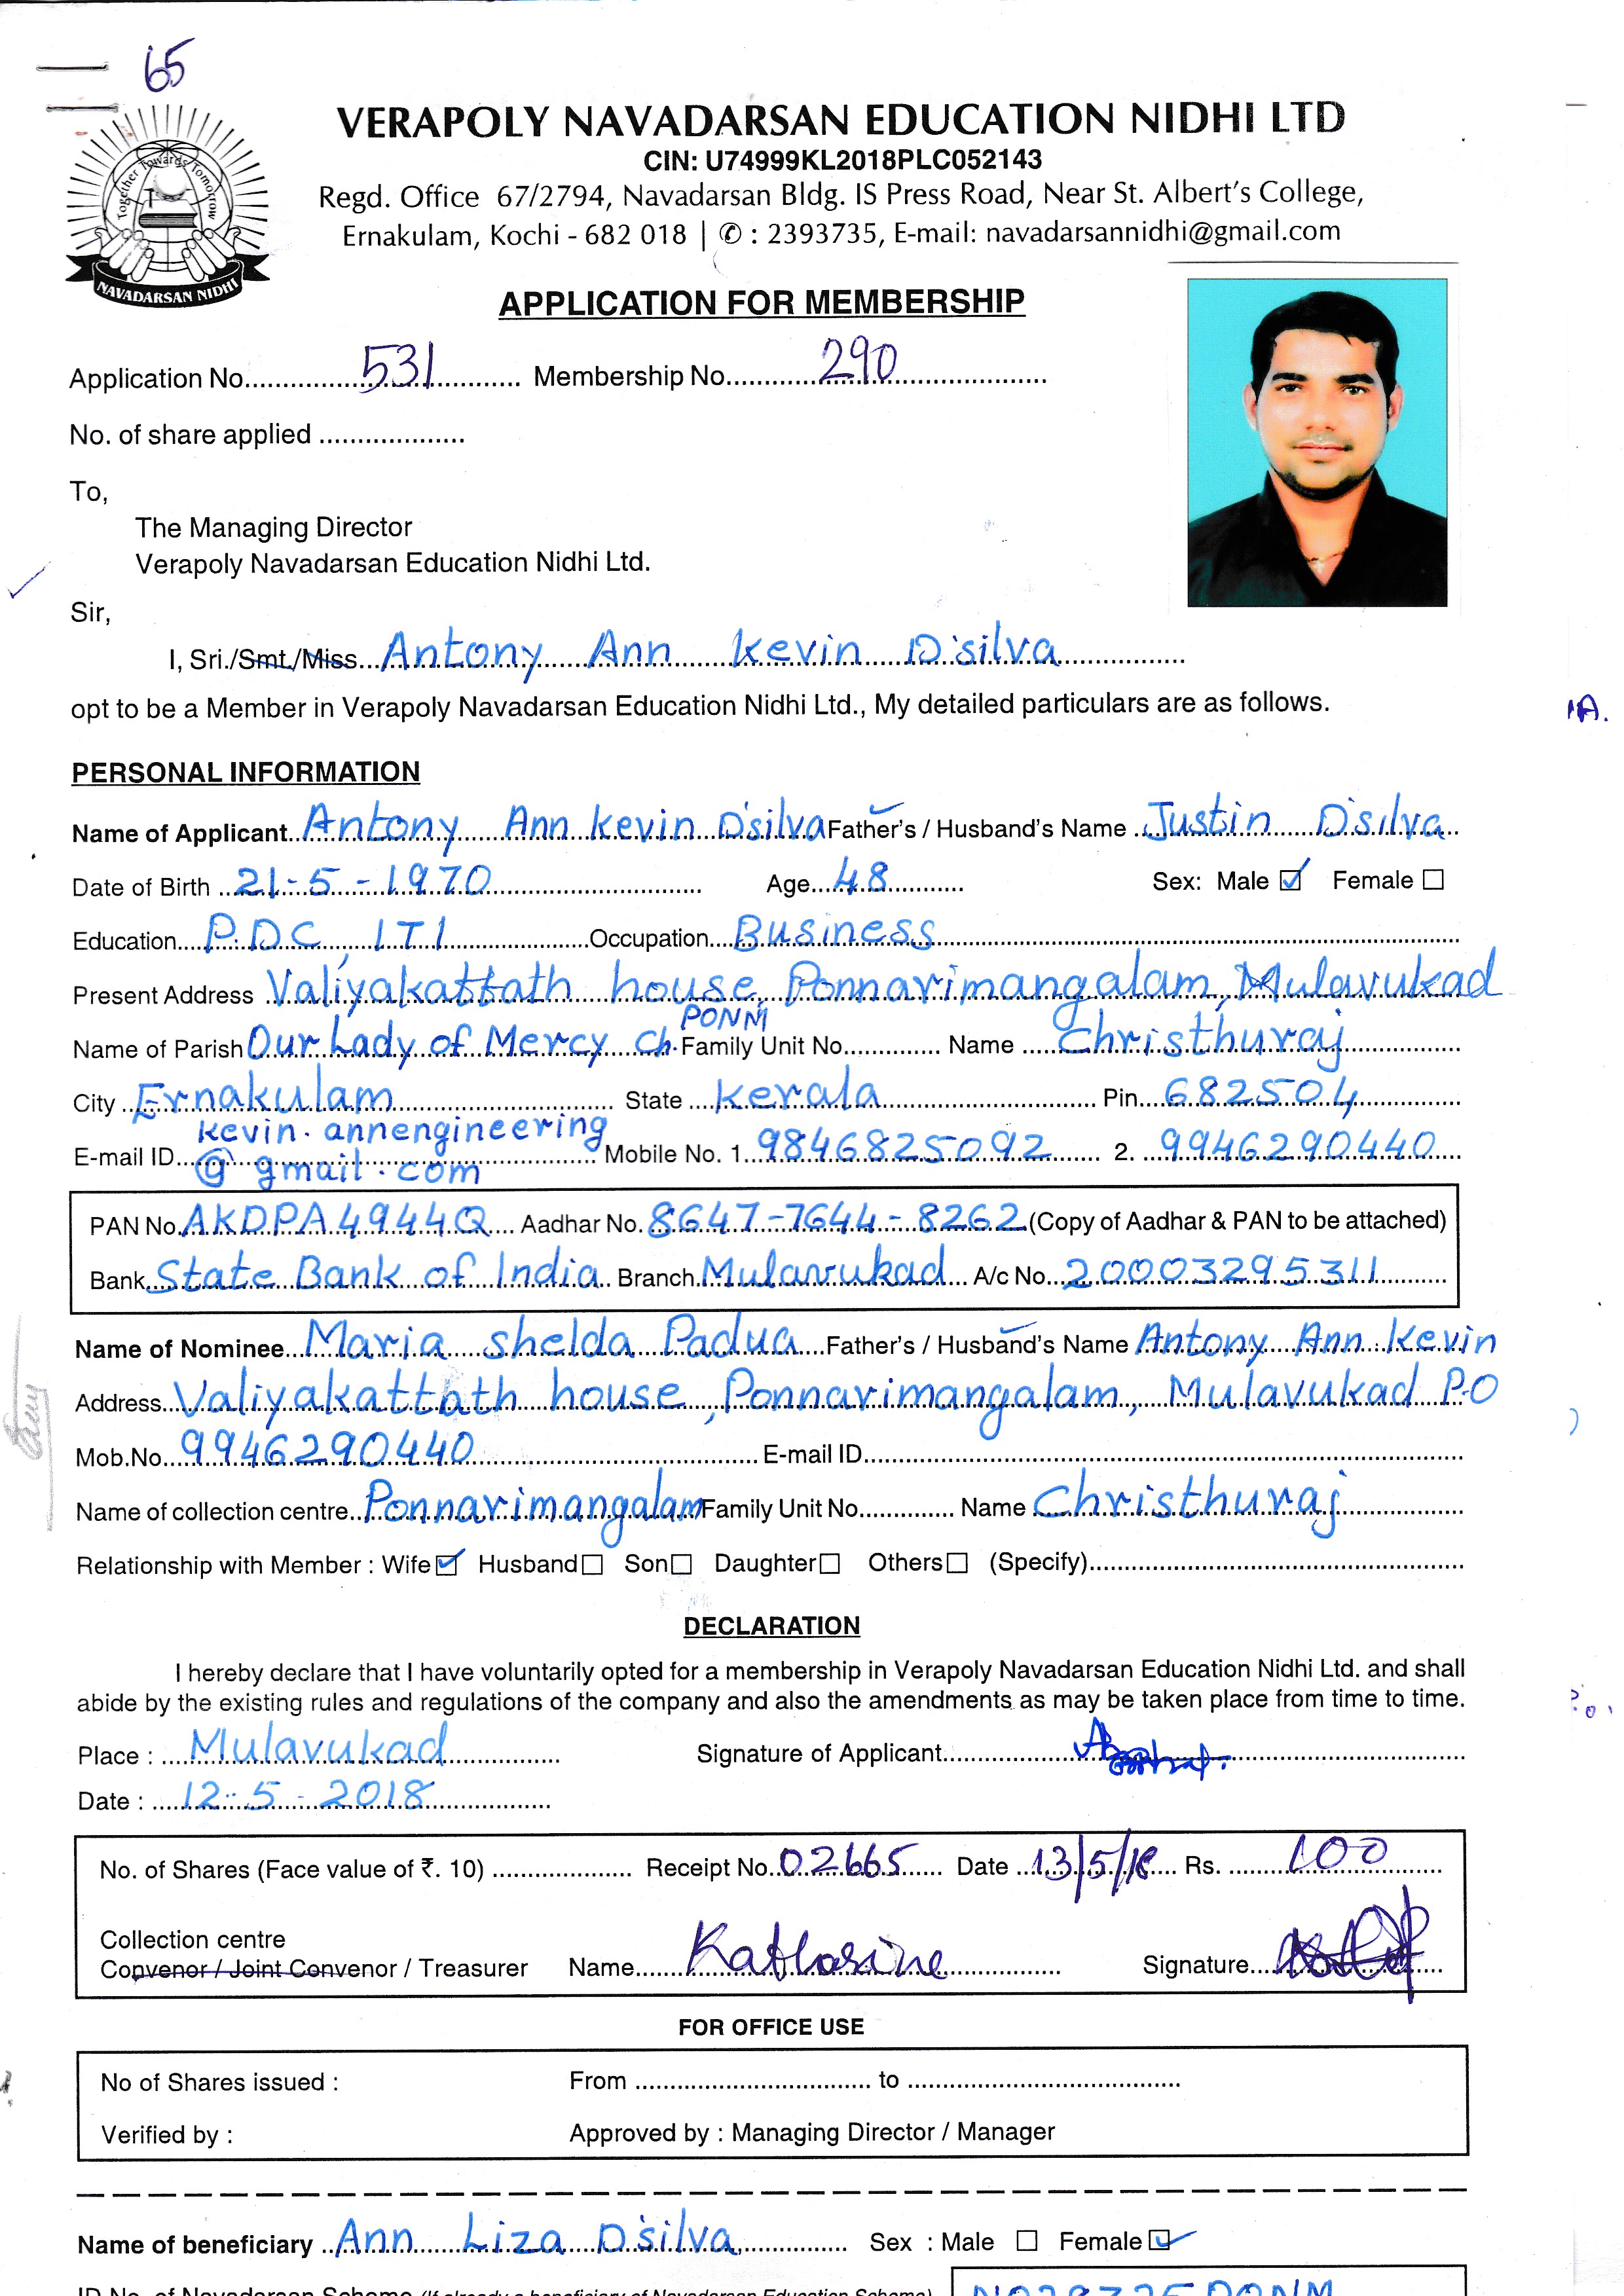 65
Together Towards Tomorrow
NAVADARSAN NIDHI
VERAPOLY NAVADARSAN EDUCATION NIDHI LTD
CIN: U74999KL2018PLC052143
Regd. Office 67/2794, Navadarsan Bldg. IS Press Road, Near St. Albert's College,
Ernakulam, Kochi - 682 018 | ✆ : 2393735, E-mail: navadarsannidhi@gmail.com
APPLICATION FOR MEMBERSHIP
Application No. 531 Membership No. 290
No. of share applied
To,
The Managing Director
Verapoly Navadarsan Education Nidhi Ltd.
Sir,
I, Sri./Smt./Miss Antony Ann Kevin D'silva
opt to be a Member in Verapoly Navadarsan Education Nidhi Ltd., My detailed particulars are as follows.
PERSONAL INFORMATION
Name of Applicant Antony Ann Kevin D'silva Father's / Husband's Name Justin D'silva
Date of Birth 21-5-1970 Age 48 Sex: Male ☑ Female ☐
Education P.D.C, ITI Occupation Business
Present Address Valiyakattath house, Ponnarimangalam, Mulavukad
Name of Parish Our Lady of Mercy Ch. PONM Family Unit No. Name Christhuraj
City Ernakulam State Kerala Pin 682504
E-mail ID kevin.annengineering@gmail.com Mobile No. 1. 9846825092 2. 9946290440
PAN No. AKDPA4944Q Aadhar No. 8647-7644-8262 (Copy of Aadhar & PAN to be attached)
Bank State Bank of India Branch Mulavukad A/c No. 20003295311
Name of Nominee Maria Shelda Padua Father's / Husband's Name Antony Ann Kevin
Address Valiyakattath house, Ponnarimangalam, Mulavukad P.O
Mob.No. 9946290440 E-mail ID
Name of collection centre Ponnarimangalam Family Unit No. Name Christhuraj
Relationship with Member : Wife ☑ Husband ☐ Son ☐ Daughter ☐ Others ☐ (Specify)
DECLARATION
I hereby declare that I have voluntarily opted for a membership in Verapoly Navadarsan Education Nidhi Ltd. and shall
abide by the existing rules and regulations of the company and also the amendments as may be taken place from time to time.
Place : Mulavukad Signature of Applicant
Date : 12-5-2018
No. of Shares (Face value of ₹. 10) Receipt No. 02665 Date 13/5/18 Rs. 100
Collection centre
Convenor / Joint Convenor / Treasurer Name Katharine Signature
FOR OFFICE USE
No of Shares issued : From to
Verified by : Approved by : Managing Director / Manager
Name of beneficiary Ann Liza D'silva Sex : Male ☐ Female ☑